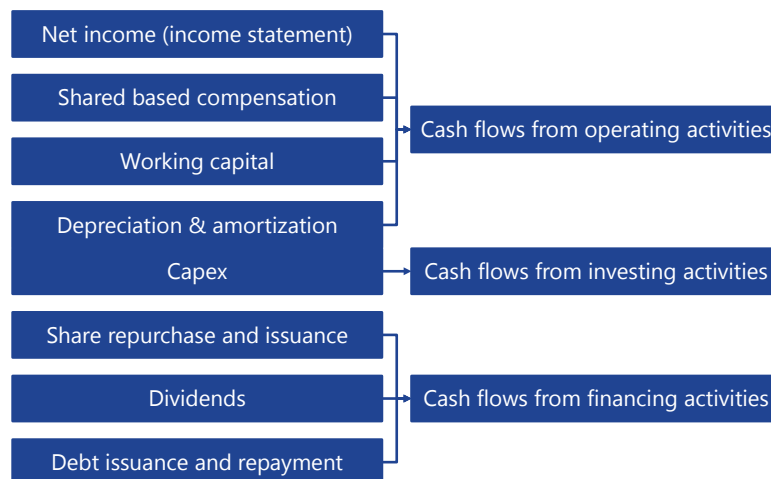 Net income (income statement)
Shared based compensation
Working capital
Depreciation & amortization
Cash flows from operating activities
Capex
Cash flows from investing activities
Share repurchase and issuance
Dividends
Debt issuance and repayment
Cash flows from financing activities